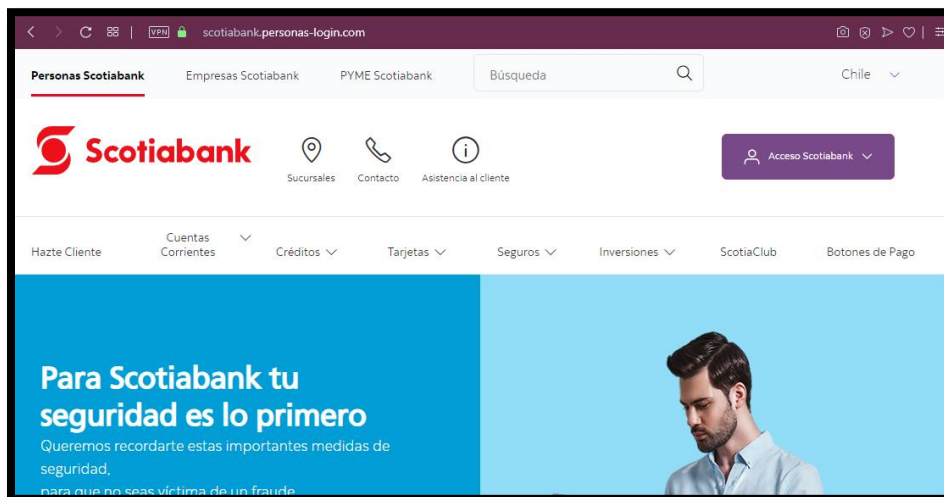 VPN scotiabank.personas-login.com
Personas Scotiabank Empresas Scotiabank PYME Scotiabank Búsqueda Chile
Scotiabank
Sucursales Contacto Asistencia al cliente
Acceso Scotiabank
Hazte Cliente Cuentas Corrientes Créditos Tarjetas Seguros Inversiones ScotiaClub Botones de Pago
Para Scotiabank tu
seguridad es lo primero
Queremos recordarte estas importantes medidas de
seguridad,
para que no seas víctima de un fraude